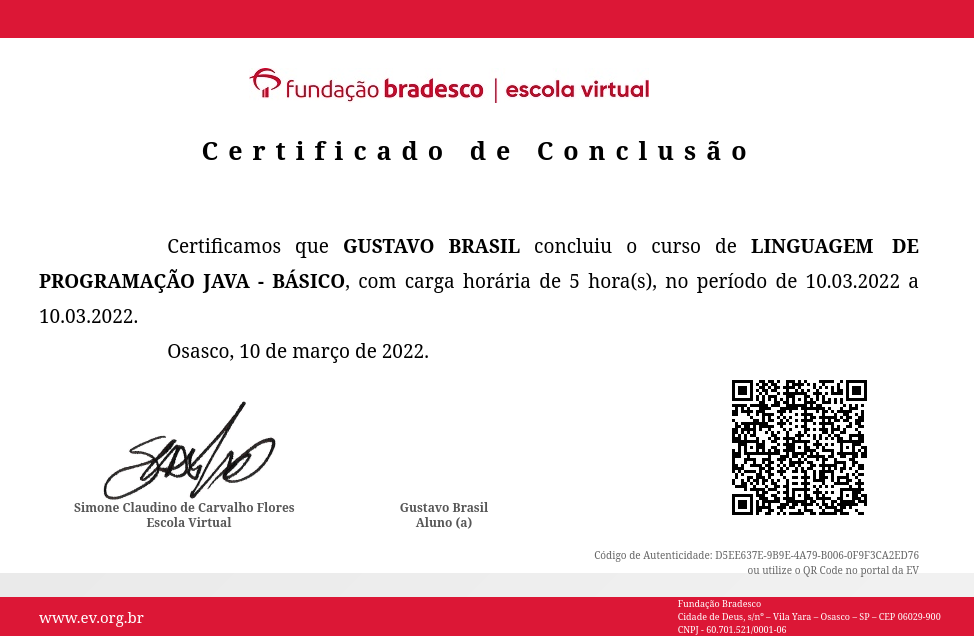 fundação bradesco | escola virtual
Certificado de Conclusão
Certificamos que GUSTAVO BRASIL concluiu o curso de LINGUAGEM DE
PROGRAMAÇÃO JAVA - BÁSICO, com carga horária de 5 hora(s), no período de 10.03.2022 a
10.03.2022.
Osasco, 10 de março de 2022.
Simone Claudino de Carvalho Flores
Escola Virtual
Gustavo Brasil
Aluno (a)
Código de Autenticidade: D5EE637E-9B9E-4A79-B006-0F9F3CA2ED76
ou utilize o QR Code no portal da EV
www.ev.org.br
Fundação Bradesco
Cidade de Deus, s/nº – Vila Yara – Osasco – SP – CEP 06029-900
CNPJ - 60.701.521/0001-06